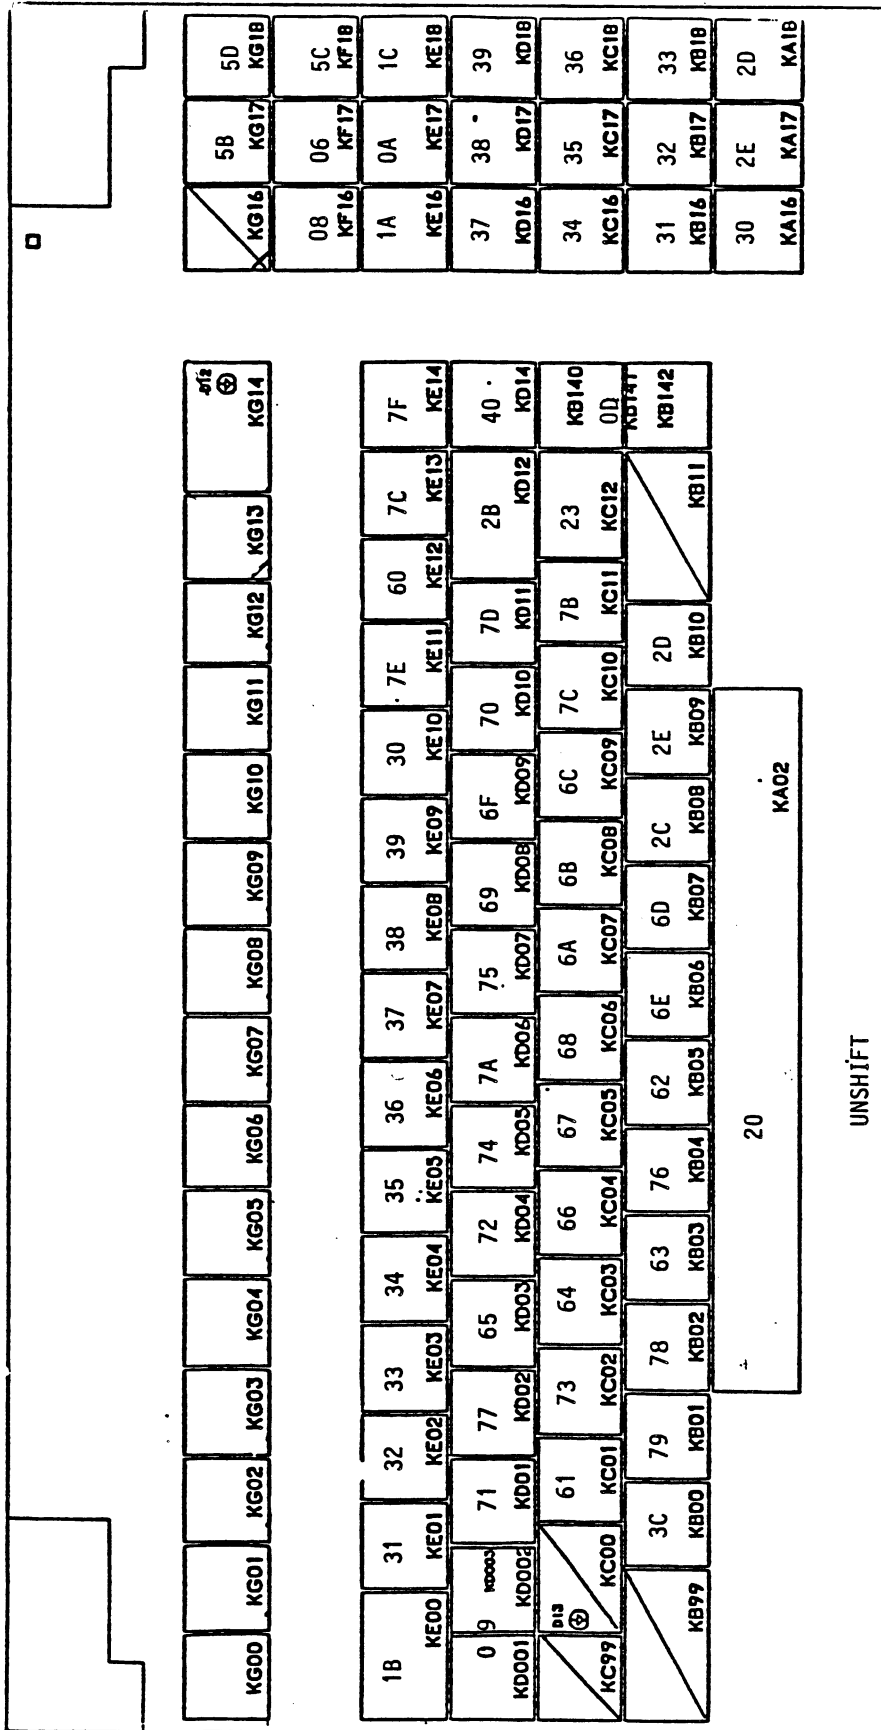 D12 5B 5D
KG00 KG01 KG02 KG03 KG04 KG05 KG06 KG07 KG08 KG09 KG10 KG11 KG12 KG13 KG14 KG16 KG17 KG18
08 06 5C
KF16 KF17 KF18
1B 31 32 33 34 35 36 37 38 39 30 7E 60 7C 7F 1A 0A 1C
KE00 KE01 KE02 KE03 KE04 KE05 KE06 KE07 KE08 KE09 KE10 KE11 KE12 KE13 KE14 KE16 KE17 KE18
KD003
09 71 77 65 72 74 7A 75 69 6F 70 7D 2B 40 37 38 39
KD001 KD002 KD01 KD02 KD03 KD04 KD05 KD06 KD07 KD08 KD09 KD10 KD11 KD12 KD14 KD16 KD17 KD18
D13 KB140
61 73 64 66 67 68 6A 6B 6C 7C 7B 23 0D 34 35 36
KC99 KC00 KC01 KC02 KC03 KC04 KC05 KC06 KC07 KC08 KC09 KC10 KC11 KC12 KB141 KC16 KC17 KC18
3C 79 78 63 76 62 6E 6D 2C 2E 2D KB142 31 32 33
KB99 KB00 KB01 KB02 KB03 KB04 KB05 KB06 KB07 KB08 KB09 KB10 KB11 KB16 KB17 KB18
20 30 2E 2D
KA02 KA16 KA17 KA18
UNSHIFT